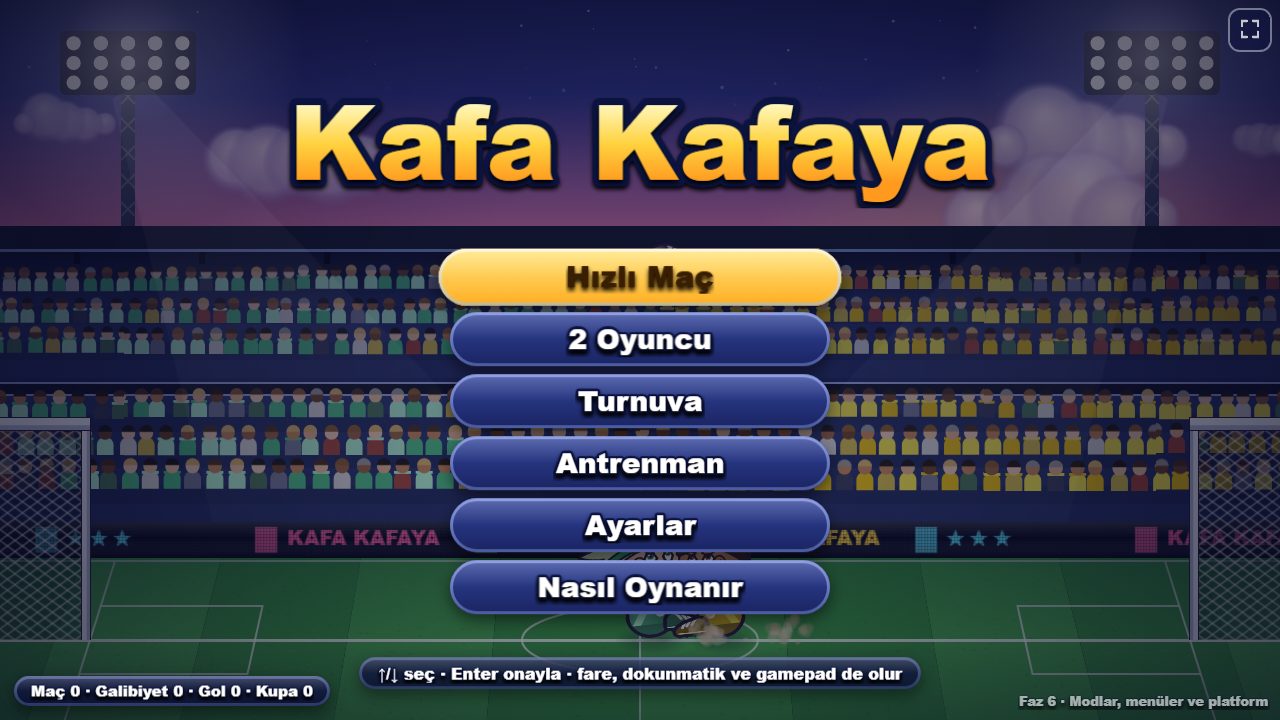 Kafa Kafaya
Hızlı Maç
2 Oyuncu
Turnuva
Antrenman
Ayarlar
Nasıl Oynanır
KAFA KAFAYA
FAYA
↑/↓ seç · Enter onayla · fare, dokunmatik ve gamepad de olur
Maç 0 · Galibiyet 0 · Gol 0 · Kupa 0
Faz 6 · Modlar, menüler ve platform